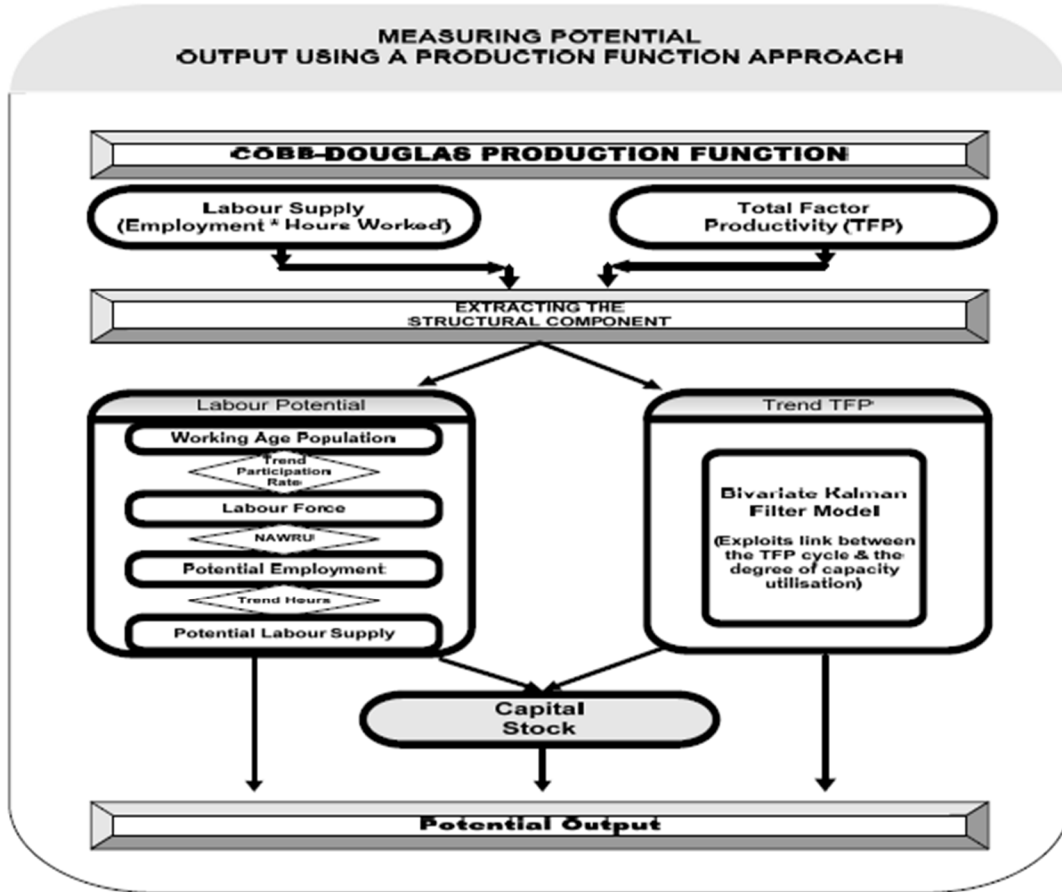 MEASURING POTENTIAL
OUTPUT USING A PRODUCTION FUNCTION APPROACH
COBB-DOUGLAS PRODUCTION FUNCTION
Labour Supply
(Employment * Hours Worked)
Total Factor
Productivity (TFP)
EXTRACTING THE
STRUCTURAL COMPONENT
Labour Potential
Working Age Population
Trend
Participation
Rate
Labour Force
NAWRU
Potential Employment
Trend Hours
Potential Labour Supply
Trend TFP
Bivariate Kalman
Filter Model
(Exploits link between
the TFP cycle & the
degree of capacity
utilisation)
Capital
Stock
Potential Output